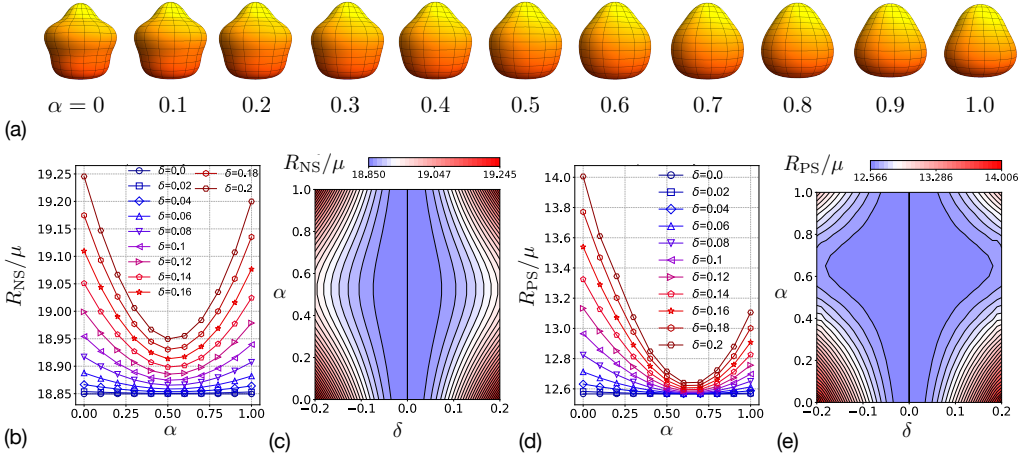 α = 0 0.1 0.2 0.3 0.4 0.5 0.6 0.7 0.8 0.9 1.0
(a)
19.25
19.20
19.15
19.10
19.05
19.00
18.95
18.90
18.85
R_NS/μ
δ=0.0
δ=0.02
δ=0.04
δ=0.06
δ=0.08
δ=0.1
δ=0.12
δ=0.14
δ=0.16
δ=0.18
δ=0.2
0.00 0.25 0.50 0.75 1.00
α
(b)
R_NS/μ
18.850 19.047 19.245
1.0
0.8
0.6
0.4
0.2
0.0
α
−0.2 −0.1 0.0 0.1 0.2
δ
(c)
14.0
13.8
13.6
13.4
13.2
13.0
12.8
12.6
R_PS/μ
δ=0.0
δ=0.02
δ=0.04
δ=0.06
δ=0.08
δ=0.1
δ=0.12
δ=0.14
δ=0.16
δ=0.18
δ=0.2
0.00 0.25 0.50 0.75 1.00
α
(d)
R_PS/μ
12.566 13.286 14.006
1.0
0.8
0.6
0.4
0.2
0.0
α
−0.2 −0.1 0.0 0.1 0.2
δ
(e)